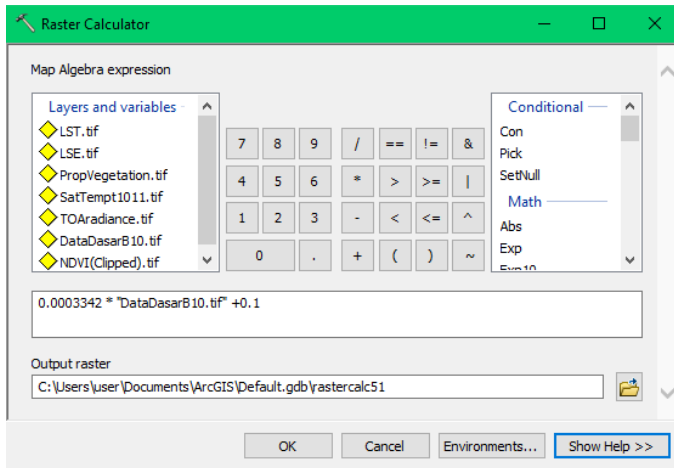 Raster Calculator
Map Algebra expression
Layers and variables
LST.tif
LSE.tif
PropVegetation.tif
SatTempt1011.tif
TOAradiance.tif
DataDasarB10.tif
NDVI(Clipped).tif
7 8 9 / == != &
4 5 6 * > >= |
1 2 3 - < <= ^
0 . + ( ) ~
Conditional
Con
Pick
SetNull
Math
Abs
Exp
Exp10
0.0003342 * "DataDasarB10.tif" +0.1
Output raster
C:\Users\user\Documents\ArcGIS\Default.gdb\rastercalc51
OK Cancel Environments... Show Help >>